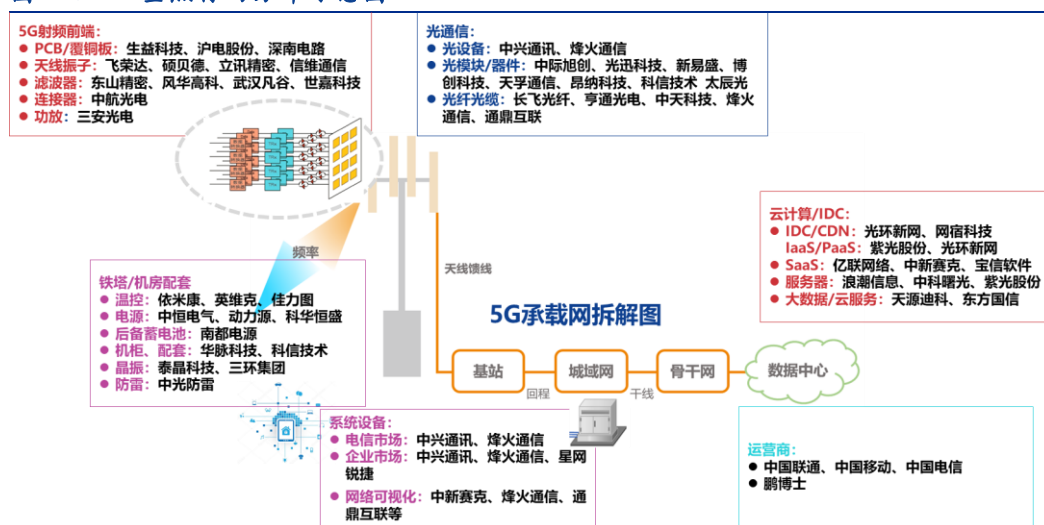 5G射频前端:
● PCB/覆铜板：生益科技、沪电股份、深南电路
● 天线振子：飞荣达、硕贝德、立讯精密、信维通信
● 滤波器：东山精密、风华高科、武汉凡谷、世嘉科技
● 连接器：中航光电
● 功放：三安光电
光通信:
● 光设备：中兴通讯、烽火通信
● 光模块/器件：中际旭创、光迅科技、新易盛、博
创科技、天孚通信、昂纳科技、科信技术 太辰光
● 光纤光缆：长飞光纤、亨通光电、中天科技、烽火
通信、通鼎互联
频率
天线馈线
云计算/IDC:
● IDC/CDN：光环新网、网宿科技
IaaS/PaaS：紫光股份、光环新网
● SaaS：亿联网络、中新赛克、宝信软件
● 服务器：浪潮信息、中科曙光、紫光股份
● 大数据/云服务：天源迪科、东方国信
铁塔/机房配套
● 温控：依米康、英维克、佳力图
● 电源：中恒电气、动力源、科华恒盛
● 后备蓄电池：南都电源
● 机柜、配套：华脉科技、科信技术
● 晶振：泰晶科技、三环集团
● 防雷：中光防雷
5G承载网拆解图
基站
回程
城域网
干线
骨干网
数据中心
系统设备:
● 电信市场：中兴通讯、烽火通信
● 企业市场：中兴通讯、烽火通信、星网
锐捷
● 网络可视化：中新赛克、烽火通信、通
鼎互联等
运营商:
● 中国联通、中国移动、中国电信
● 鹏博士